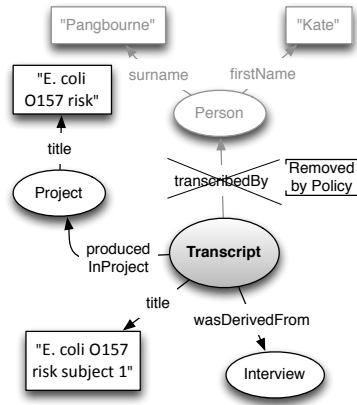 "Pangbourne"
"Kate"
surname
firstName
"E. coli
O157 risk"
Person
title
transcribedBy
Removed
by Policy
Project
produced
InProject
Transcript
title
wasDerivedFrom
"E. coli O157
risk subject 1"
Interview